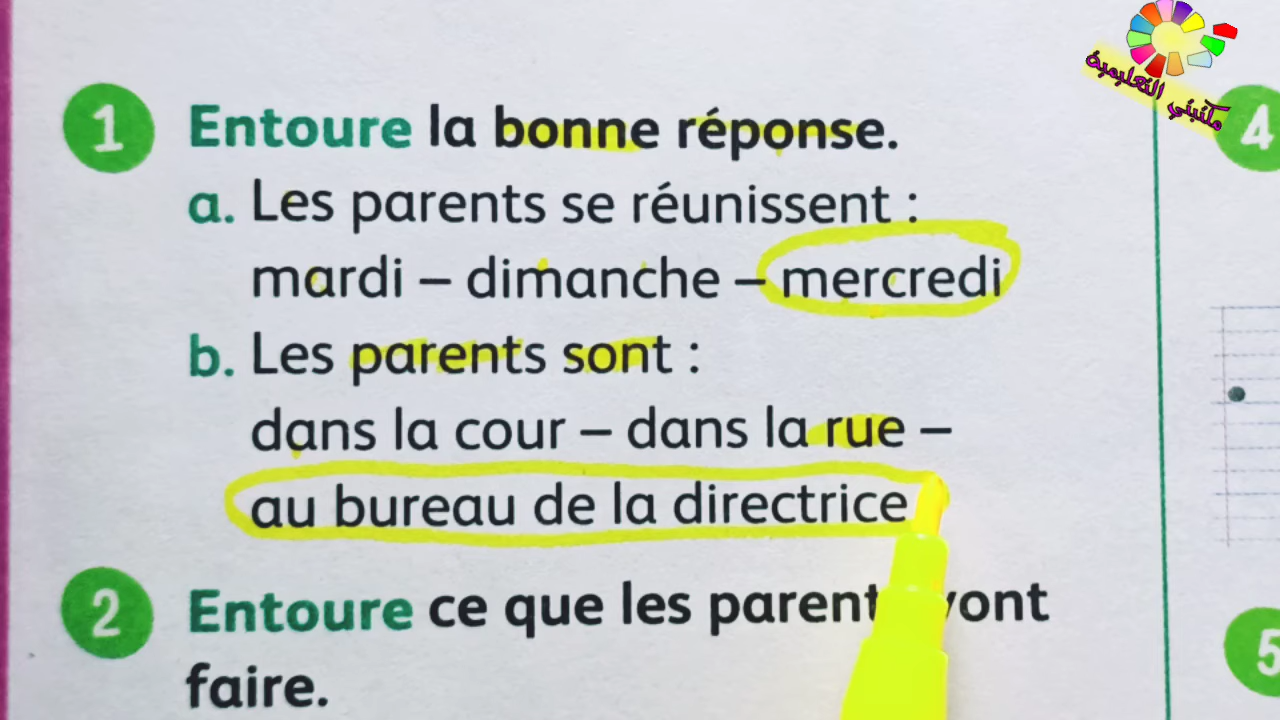 مكتبتي التعليمية
1 Entoure la bonne réponse.
a. Les parents se réunissent :
mardi – dimanche – mercredi
b. Les parents sont :
dans la cour – dans la rue –
au bureau de la directrice
2 Entoure ce que les parent vont
faire.
4
5